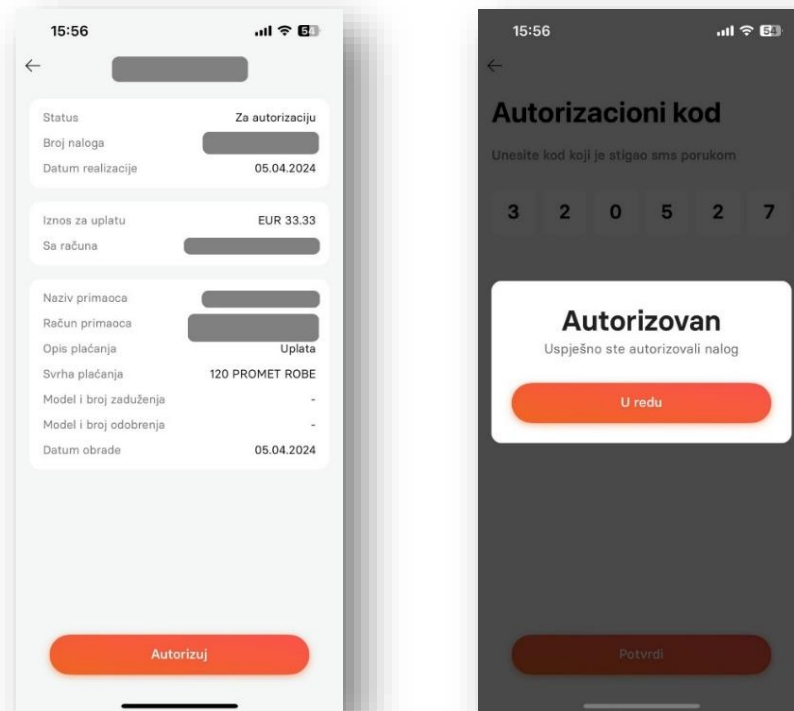 15:56
54
Status Za autorizaciju
Broj naloga
Datum realizacije 05.04.2024
Iznos za uplatu EUR 33.33
Sa računa
Naziv primaoca
Račun primaoca
Opis plaćanja Uplata
Svrha plaćanja 120 PROMET ROBE
Model i broj zaduženja -
Model i broj odobrenja -
Datum obrade 05.04.2024
Autorizuj
15:56
54
Autorizacioni kod
Unesite kod koji je stigao sms porukom
3 2 0 5 2 7
Autorizovan
Uspješno ste autorizovali nalog
U redu
Potvrdi